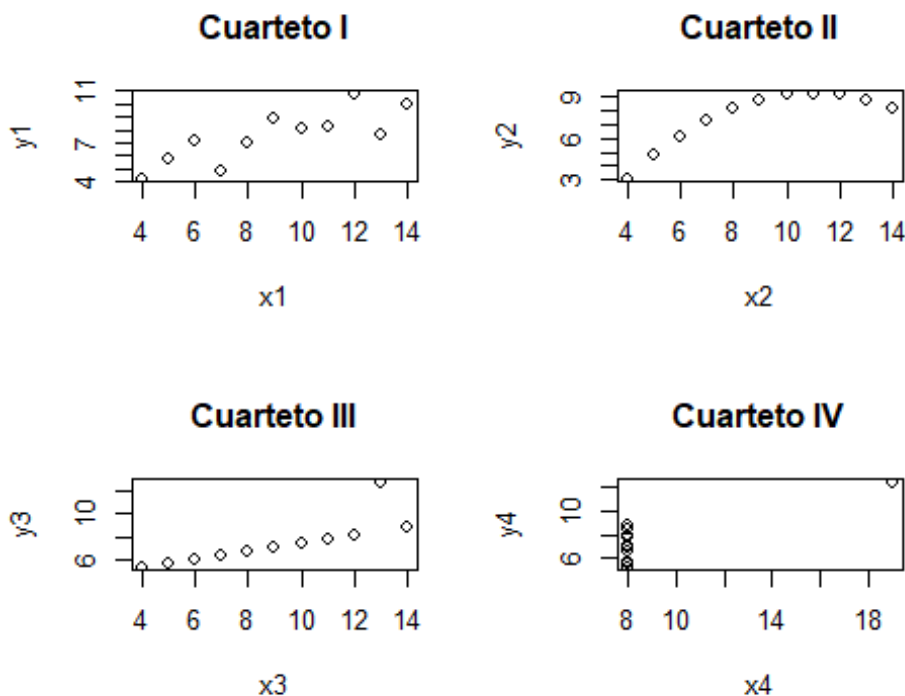 Cuarteto I
y1
4 7 11
4 6 8 10 12 14
x1
Cuarteto II
y2
3 6 9
4 6 8 10 12 14
x2
Cuarteto III
y3
6 10
4 6 8 10 12 14
x3
Cuarteto IV
y4
6 10
8 10 14 18
x4